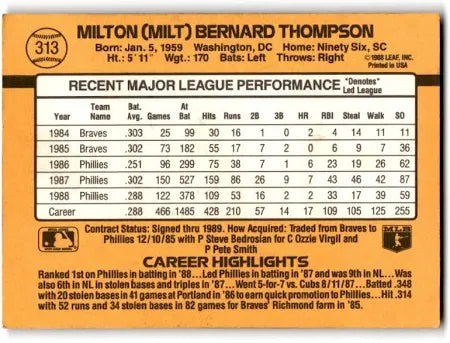 313
MILTON (MILT) BERNARD THOMPSON
Born: Jan. 5, 1959 Washington, DC Home: Ninety Six, SC
Ht.: 5' 11" Wgt.: 170 Bats: Left Throws: Right
©1988 LEAF, INC.
Printed in USA
RECENT MAJOR LEAGUE PERFORMANCE *Denotes* Led League
Year Team Name Bat. Avg. Games At Bat Hits Runs 2B 3B HR RBI Steal Walk SO
1984 Braves .303 25 99 30 16 1 0 2 4 14 11 11
1985 Braves .302 73 182 55 17 7 2 0 6 9 7 36
1986 Phillies .251 96 299 75 38 7 1 6 23 19 26 62
1987 Phillies .302 150 527 159 86 26 9 7 43 46 42 87
1988 Phillies .288 122 378 109 53 16 2 2 33 17 39 59
Career .288 466 1485 428 210 57 14 17 109 105 125 255
Contract Status: Signed thru 1989. How Acquired: Traded from Braves to
Phillies 12/10/85 with P Steve Bedrosian for C Ozzie Virgil and
P Pete Smith
MLB
CAREER HIGHLIGHTS
Ranked 1st on Phillies in batting in '88...Led Phillies in batting in '87 and was 9th in NL...Was
also 6th in NL in stolen bases and triples in '87...Went 5-for-7 vs. Cubs 8/11/87...Batted .348
with 20 stolen bases in 41 games at Portland in '86 to earn quick promotion to Phillies...Hit .314
with 52 runs and 34 stolen bases in 82 games for Braves' Richmond farm in '85.